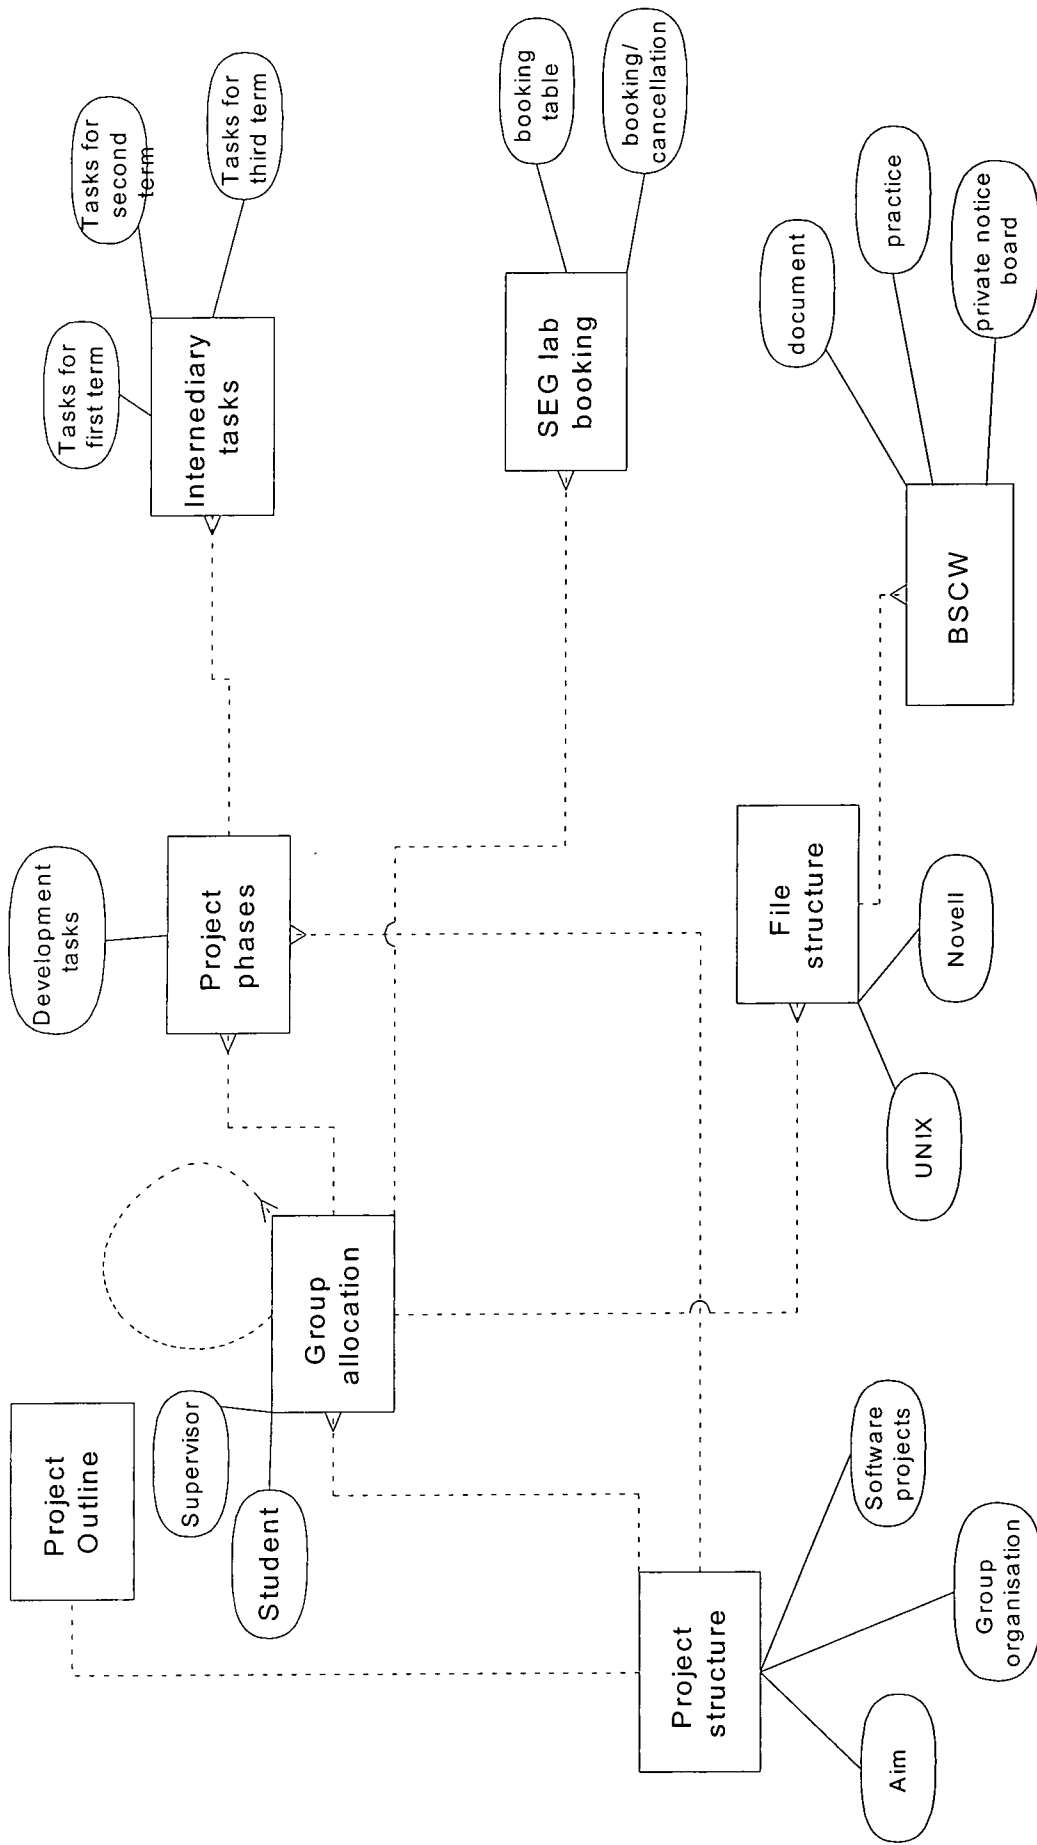 Project
Outline
Development
tasks
Tasks for
first term
Tasks for
second
term
Tasks for
third term
Supervisor
Student
Project
phases
Internediary
tasks
Group
allocation
booking
table
booking/
cancellation
SEG lab
booking
Project
structure
File
structure
document
practice
private notice
board
BSCW
Aim
Group
organisation
Software
projects
UNIX
Novell